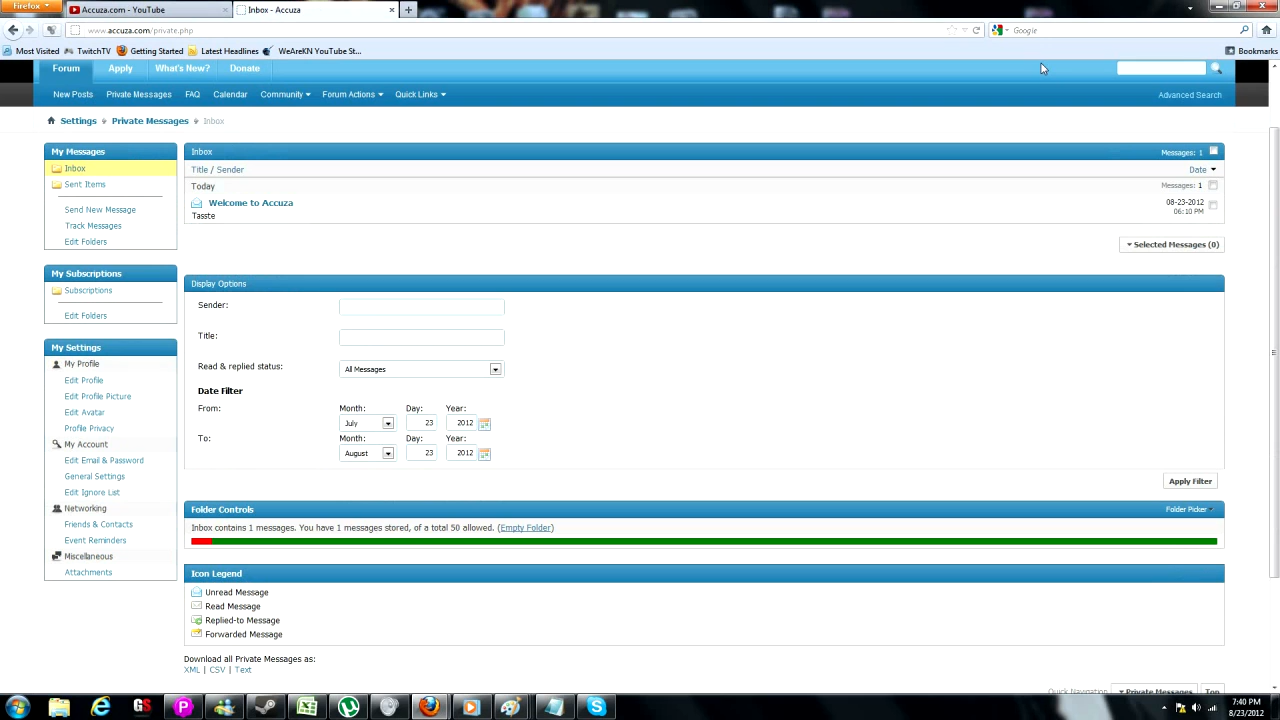 Firefox
Accuza.com - YouTube
Inbox - Accuza
www.accuza.com/private.php
Google
Most Visited TwitchTV Getting Started Latest Headlines WeAreKN YouTube St...
Bookmarks
Forum Apply What's New? Donate
New Posts Private Messages FAQ Calendar Community Forum Actions Quick Links
Advanced Search
Settings Private Messages Inbox
My Messages
Inbox
Sent Items
Send New Message
Track Messages
Edit Folders
My Subscriptions
Subscriptions
Edit Folders
My Settings
My Profile
Edit Profile
Edit Profile Picture
Edit Avatar
Profile Privacy
My Account
Edit Email & Password
General Settings
Edit Ignore List
Networking
Friends & Contacts
Event Reminders
Miscellaneous
Attachments
Inbox Messages: 1
Title / Sender Date
Today Messages: 1
Welcome to Accuza 08-23-2012
Tasste 06:10 PM
Selected Messages (0)
Display Options
Sender:
Title:
Read & replied status: All Messages
Date Filter
From: Month: Day: Year:
July 23 2012
To: Month: Day: Year:
August 23 2012
Apply Filter
Folder Controls Folder Picker
Inbox contains 1 messages. You have 1 messages stored, of a total 50 allowed. (Empty Folder)
Icon Legend
Unread Message
Read Message
Replied-to Message
Forwarded Message
Download all Private Messages as:
XML | CSV | Text
Quick Navigation Private Messages Top
7:40 PM
8/23/2012